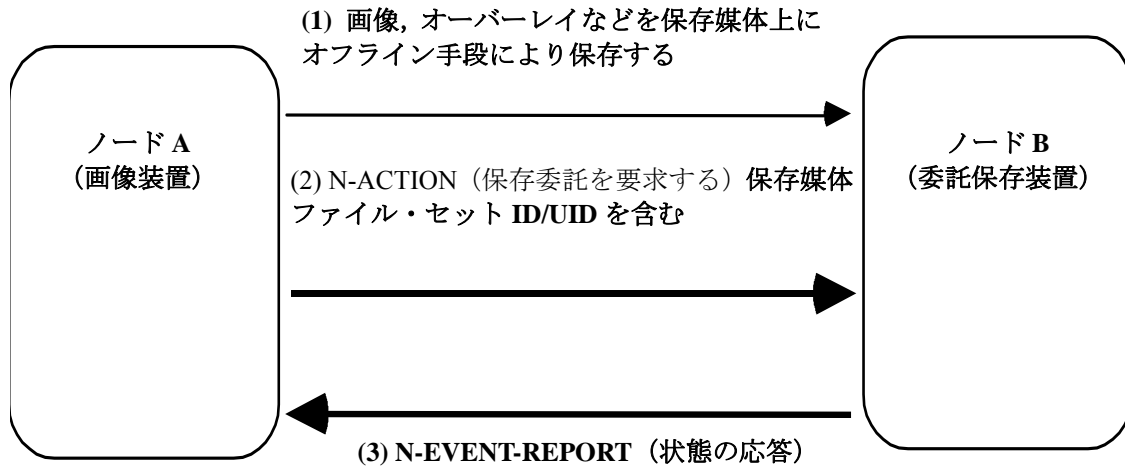 (1) 画像, オーバーレイなどを保存媒体上に
オフライン手段により保存する
ノード A
（画像装置）
ノード B
（委託保存装置）
(2) N-ACTION（保存委託を要求する）保存媒体
ファイル・セット ID/UID を含む
(3) N-EVENT-REPORT（状態の応答）